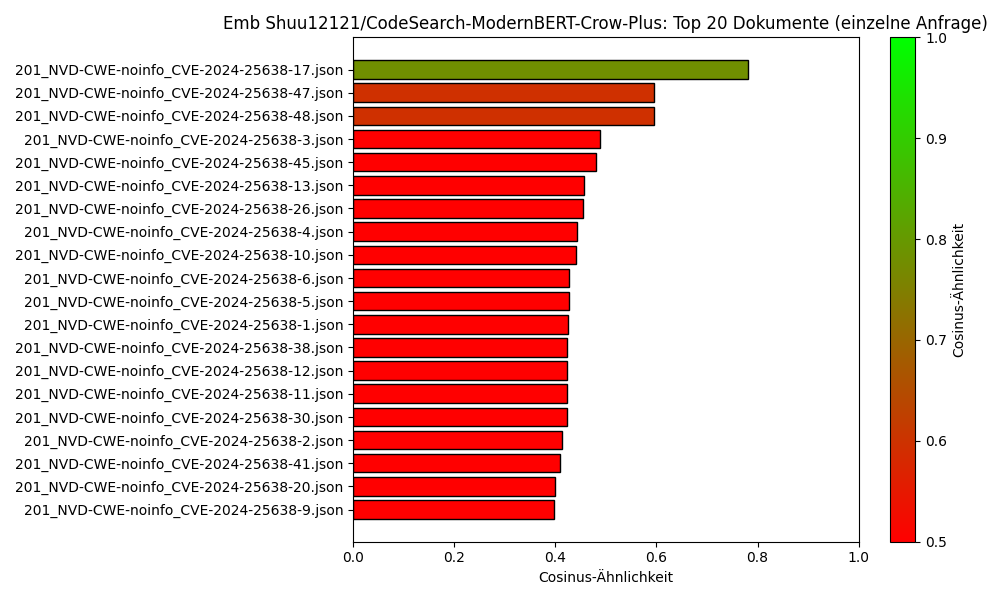 Emb Shuu12121/CodeSearch-ModernBERT-Crow-Plus: Top 20 Dokumente (einzelne Anfrage)
201_NVD-CWE-noinfo_CVE-2024-25638-17.json
201_NVD-CWE-noinfo_CVE-2024-25638-47.json
201_NVD-CWE-noinfo_CVE-2024-25638-48.json
201_NVD-CWE-noinfo_CVE-2024-25638-3.json
201_NVD-CWE-noinfo_CVE-2024-25638-45.json
201_NVD-CWE-noinfo_CVE-2024-25638-13.json
201_NVD-CWE-noinfo_CVE-2024-25638-26.json
201_NVD-CWE-noinfo_CVE-2024-25638-4.json
201_NVD-CWE-noinfo_CVE-2024-25638-10.json
201_NVD-CWE-noinfo_CVE-2024-25638-6.json
201_NVD-CWE-noinfo_CVE-2024-25638-5.json
201_NVD-CWE-noinfo_CVE-2024-25638-1.json
201_NVD-CWE-noinfo_CVE-2024-25638-38.json
201_NVD-CWE-noinfo_CVE-2024-25638-12.json
201_NVD-CWE-noinfo_CVE-2024-25638-11.json
201_NVD-CWE-noinfo_CVE-2024-25638-30.json
201_NVD-CWE-noinfo_CVE-2024-25638-2.json
201_NVD-CWE-noinfo_CVE-2024-25638-41.json
201_NVD-CWE-noinfo_CVE-2024-25638-20.json
201_NVD-CWE-noinfo_CVE-2024-25638-9.json
0.0 0.2 0.4 0.6 0.8 1.0
Cosinus-Ähnlichkeit
1.0
0.9
0.8
0.7
0.6
0.5
Cosinus-Ähnlichkeit